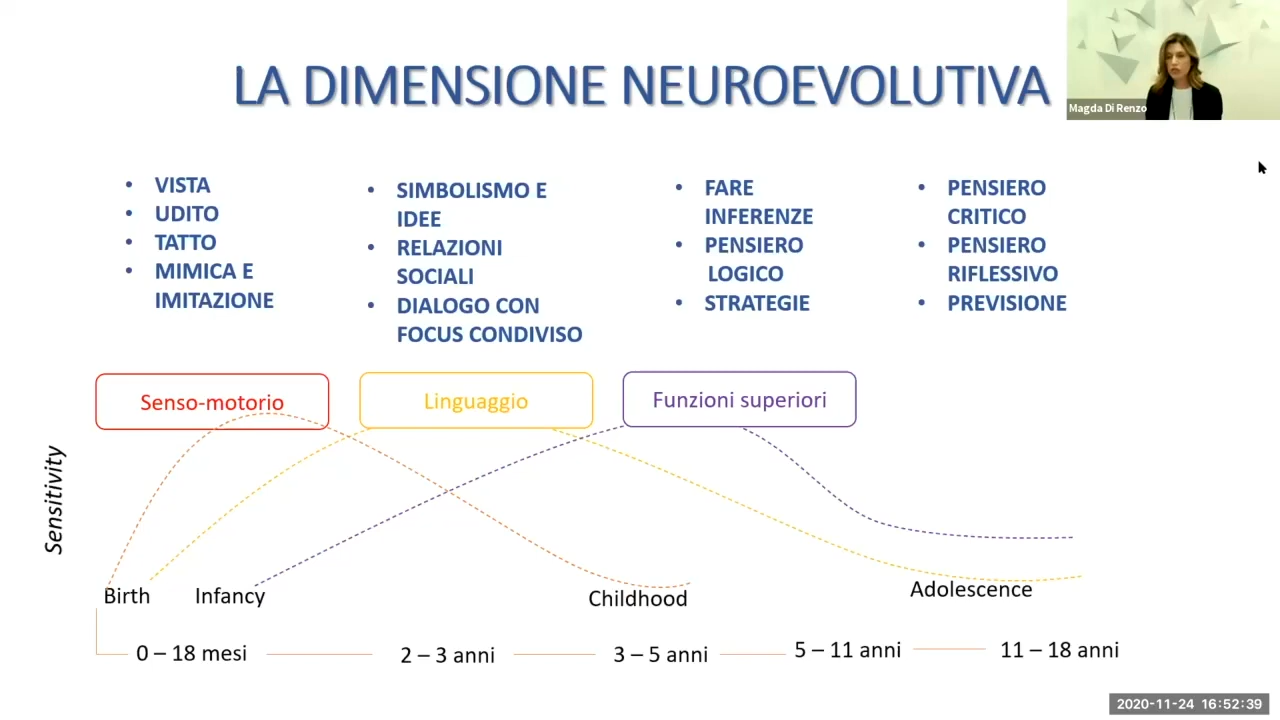 LA DIMENSIONE NEUROEVOLUTIVA
Magda Di Renzo
• VISTA
• UDITO
• TATTO
• MIMICA E
IMITAZIONE
• SIMBOLISMO E
IDEE
• RELAZIONI
SOCIALI
• DIALOGO CON
FOCUS CONDIVISO
• FARE
INFERENZE
• PENSIERO
LOGICO
• STRATEGIE
• PENSIERO
CRITICO
• PENSIERO
RIFLESSIVO
• PREVISIONE
Senso-motorio
Linguaggio
Funzioni superiori
Sensitivity
Birth
Infancy
Childhood
Adolescence
0 – 18 mesi
2 – 3 anni
3 – 5 anni
5 – 11 anni
11 – 18 anni
2020-11-24 16:52:39